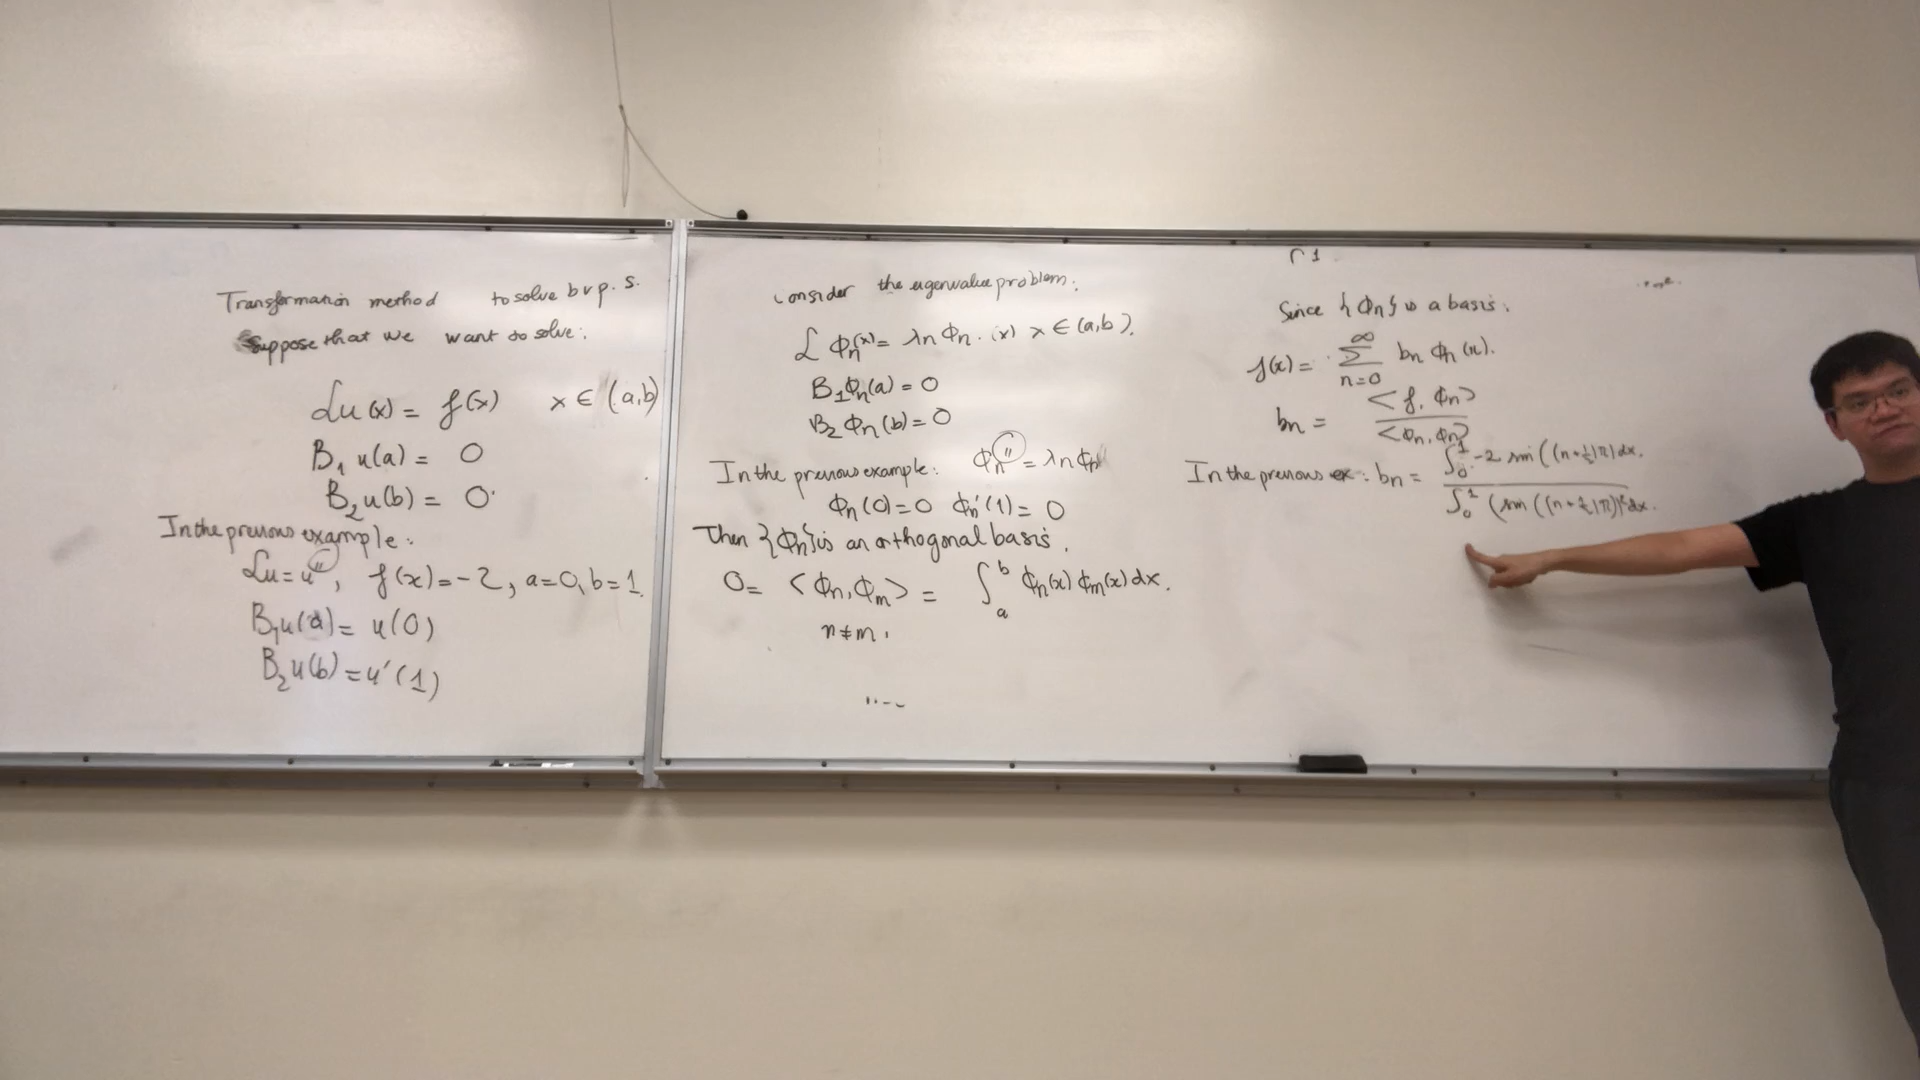 Transformation method to solve bvp. s.
Suppose that we want to solve:
Lu(x) = f(x) x ∈ (a,b)
B₁ u(a) = 0
B₂ u(b) = 0.
In the previous example:
Lu = u'', f(x) = -2, a=0, b=1.
B₁u(a) = u(0)
B₂u(b) = u'(1)
consider the eigenvalue problem:
L ϕₙ(x) = λₙ ϕₙ (x) x ∈ (a,b).
B₁ϕₙ(a) = 0
B₂ϕₙ(b) = 0
In the previous example: ϕₙ'' = λₙ ϕₙ
ϕₙ(0) = 0 ϕₙ'(1) = 0
Then {ϕₙ} is an orthogonal basis.
0 = <ϕₙ, ϕₘ> = ∫ₐᵇ ϕₙ(x) ϕₘ(x) dx.
n ≠ m.
....
Since {ϕₙ} is a basis:
f(x) = ∑_{n=0}^{∞} bₙ ϕₙ(x).
bₙ = <f, ϕₙ> / <ϕₙ, ϕₙ>
In the previous ex: bₙ = ∫₀¹ -2 sin((n+½)π) dx. / ∫₀¹ (sin((n+½)π))² dx.